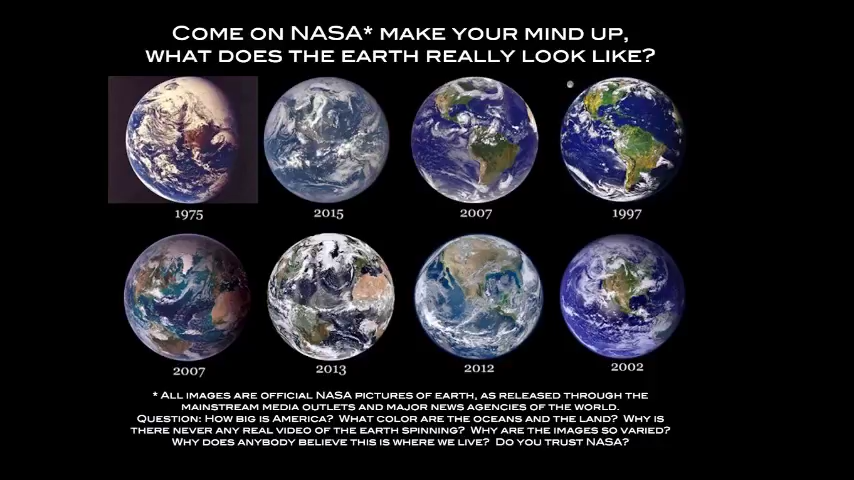 Come on NASA* make your mind up,
what does the earth really look like?
1975
2015
2007
1997
2007
2013
2012
2002
* All images are official NASA pictures of earth, as released through the
mainstream media outlets and major news agencies of the world.
Question: How big is America? What color are the oceans and the land? Why is
there never any real video of the earth spinning? Why are the images so varied?
Why does anybody believe this is where we live? Do you trust NASA?